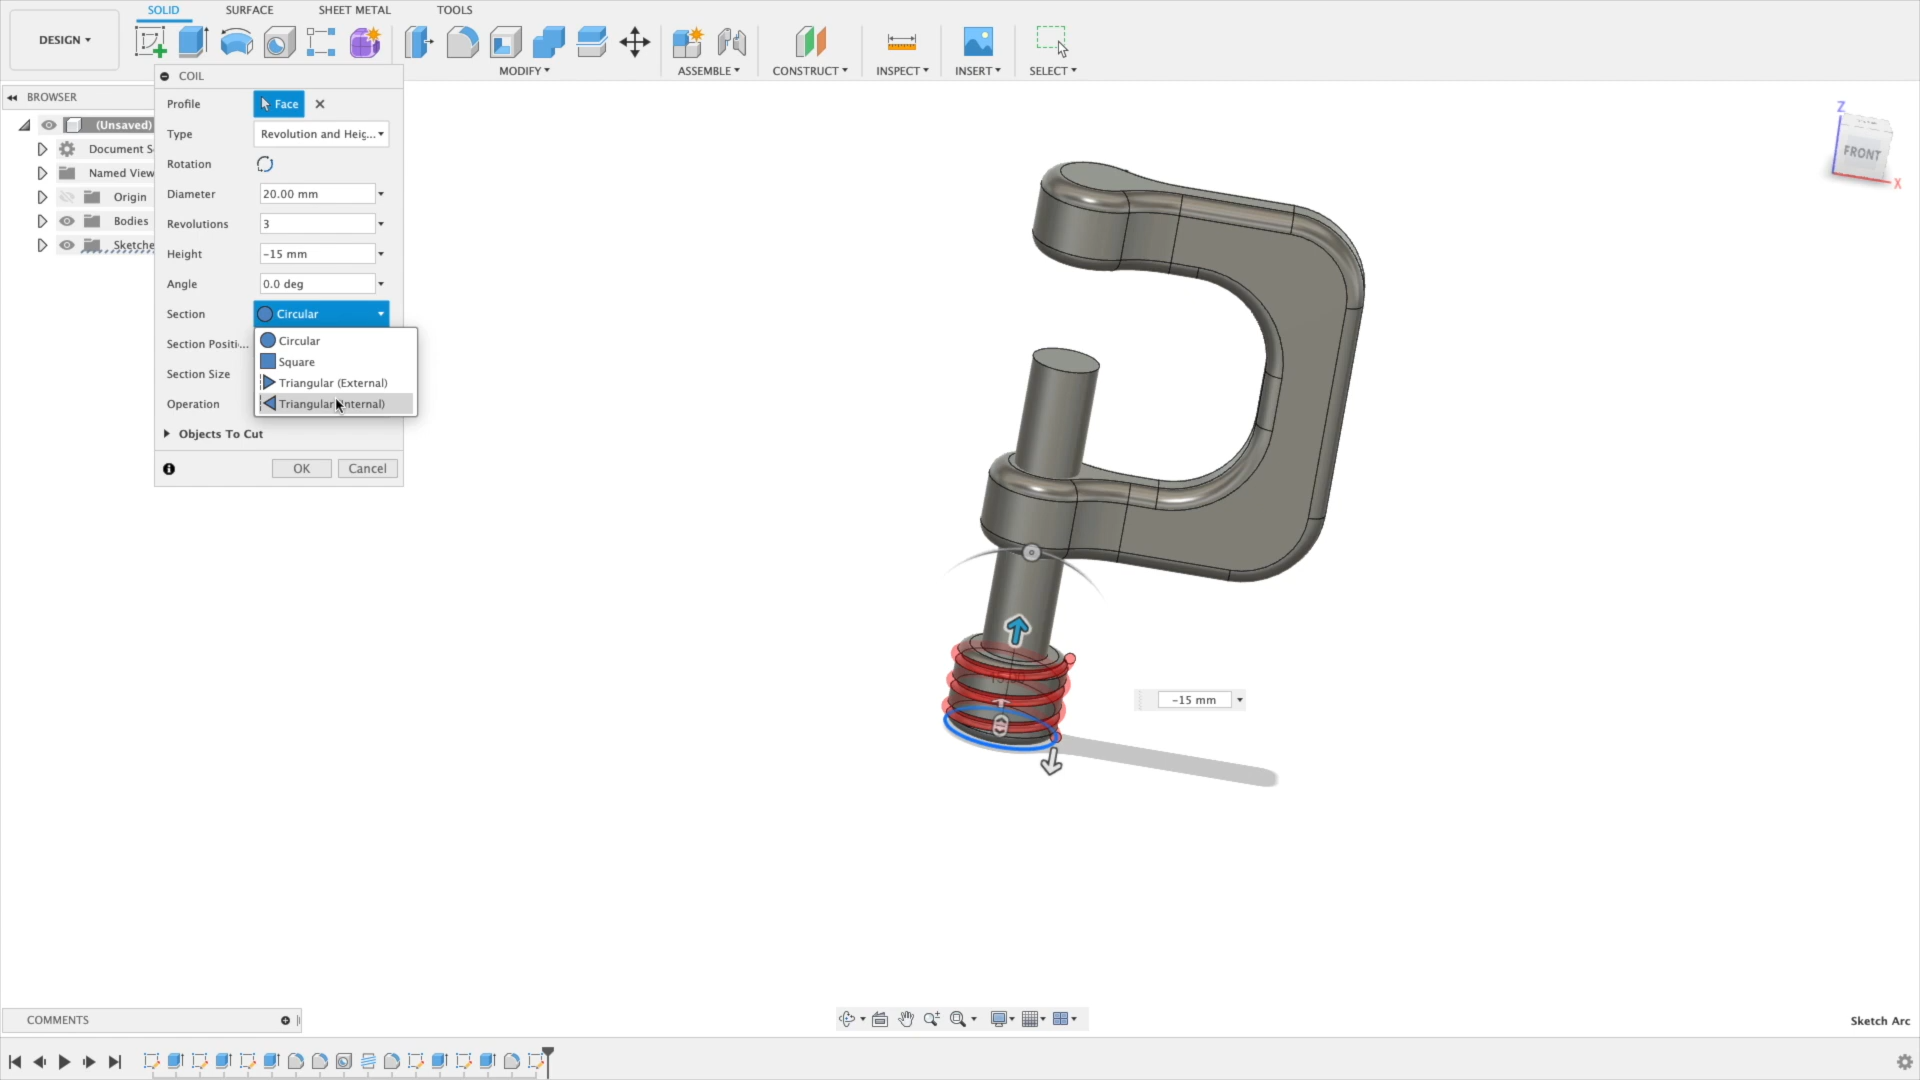 SOLID SURFACE SHEET METAL TOOLS
DESIGN
MODIFY ASSEMBLE CONSTRUCT INSPECT INSERT SELECT
COIL
BROWSER
(Unsaved)
Document S
Named View
Origin
Bodies
Sketche
Profile Face
Type Revolution and Heig...
Rotation
Diameter 20.00 mm
Revolutions 3
Height -15 mm
Angle 0.0 deg
Section Circular
Section Positi...
Section Size
Operation
Circular
Square
Triangular (External)
Triangular nternal)
Objects To Cut
OK Cancel
Z
FRONT
X
-15 mm
COMMENTS
Sketch Arc